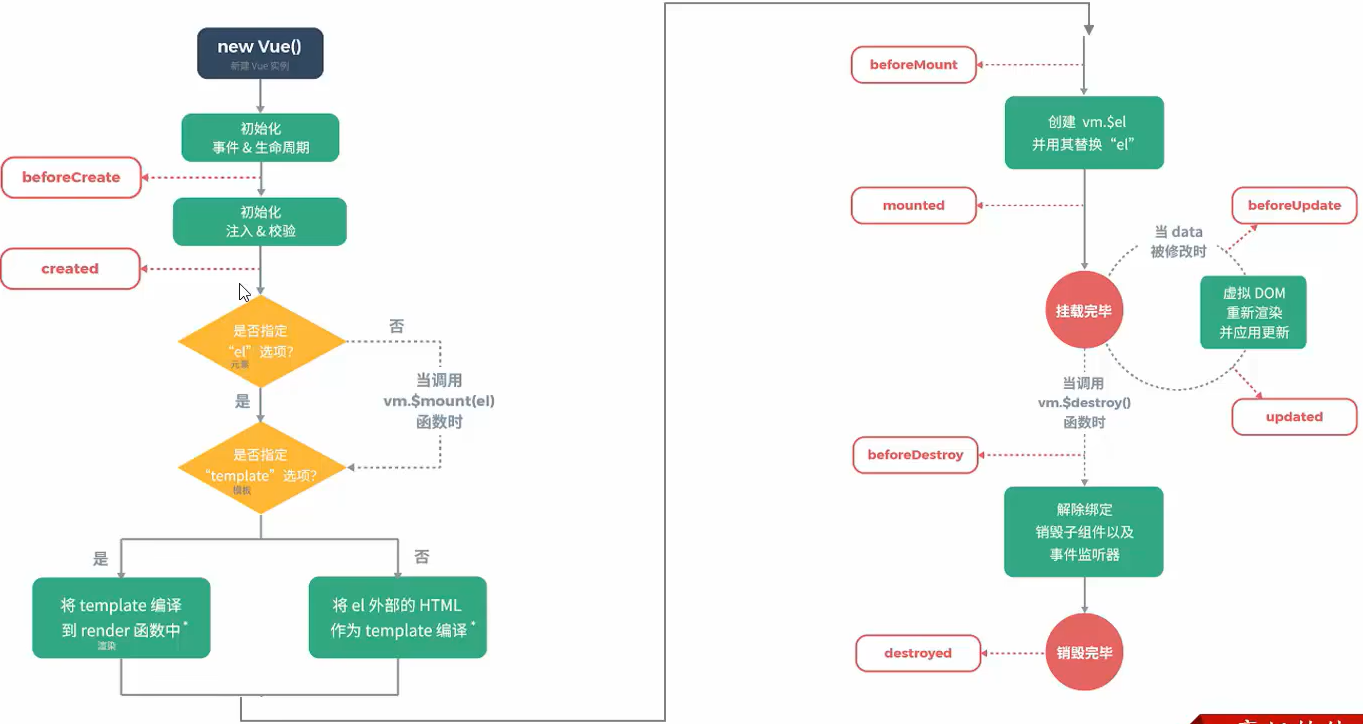 new Vue()
新建 Vue 实例
初始化
事件 & 生命周期
beforeCreate
初始化
注入 & 校验
created
是否指定
“el” 选项?
元素
否
当调用
vm.$mount(el)
函数时
是
是否指定
“template” 选项?
模板
是
否
将 template 编译
到 render 函数中*
渲染
将 el 外部的 HTML
作为 template 编译*
beforeMount
创建 vm.$el
并用其替换 “el”
mounted
beforeUpdate
当 data
被修改时
挂载完毕
虚拟 DOM
重新渲染
并应用更新
updated
当调用
vm.$destroy()
函数时
beforeDestroy
解除绑定
销毁子组件以及
事件监听器
destroyed
销毁完毕